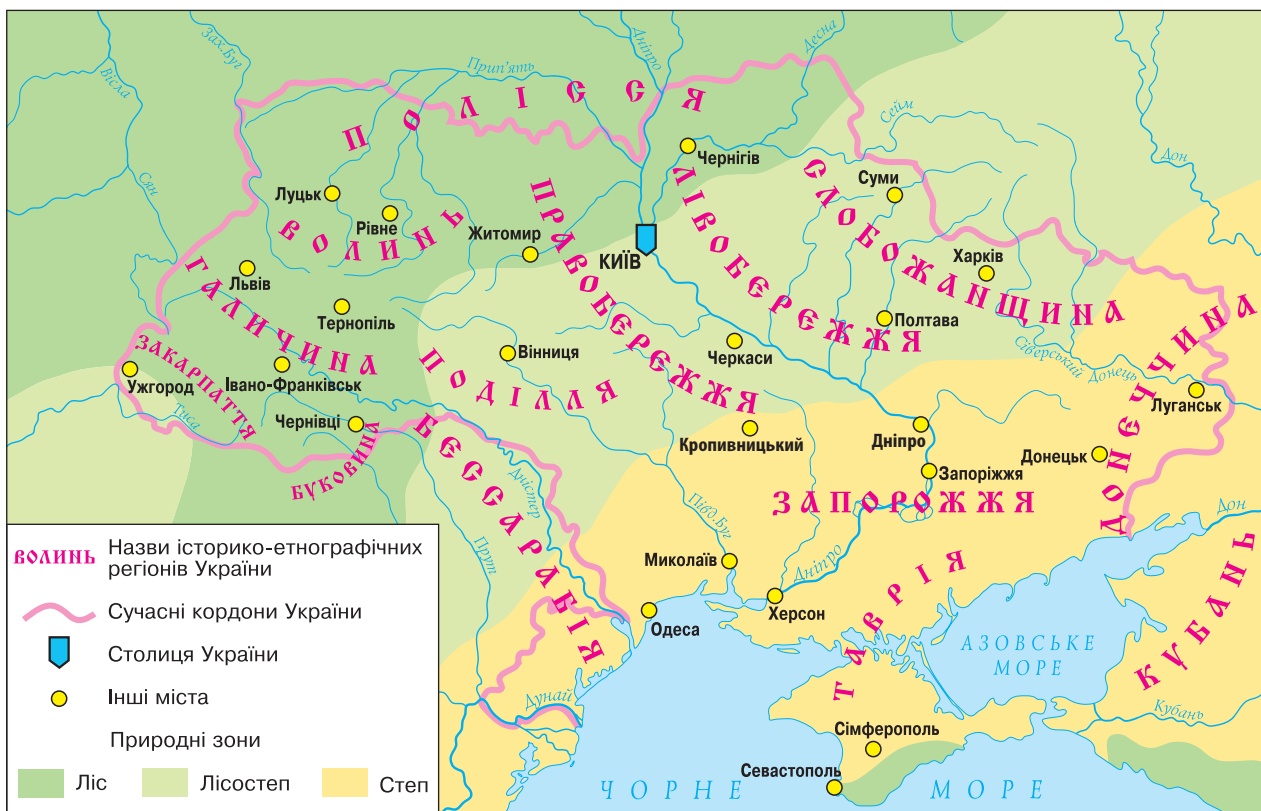 Зах.Буг
Дніпро
Десна
Вісла
Прип'ять
Сейм
Дон
ПОЛІССЯ
Сян
Чернігів
Луцьк
Суми
Рівне
ВОЛИНЬ
Житомир
ПРАВОБЕРЕЖЖЯ
ЛІВОБЕРЕЖЖЯ
СЛОБОЖАНЩИНА
КИЇВ
Харків
Львів
ГАЛИЧИНА
Тернопіль
Полтава
Вінниця
Черкаси
ЗАКАРПАТТЯ
Ужгород
Івано-Франківськ
ПОДІЛЛЯ
Сіверський Донець
Луганськ
Тиса
Чернівці
БУКОВИНА
БЕССАРАБІЯ
Кропивницький
Дніпро
Донецьк
ДОНЕЧЧИНА
Дністер
Запоріжжя
ЗАПОРОЖЖЯ
Півд.Буг
Дон
Прут
Миколаїв
Дніпро
Херсон
Одеса
ТАВРІЯ
АЗОВСЬКЕ
МОРЕ
КУБАНЬ
Дунай
Кубань
Сімферополь
Севастополь
ЧОРНЕ МОРЕ
ВОЛИНЬ Назви історико-етнографічних
регіонів України
Сучасні кордони України
Столиця України
Інші міста
Природні зони
Ліс Лісостеп Степ